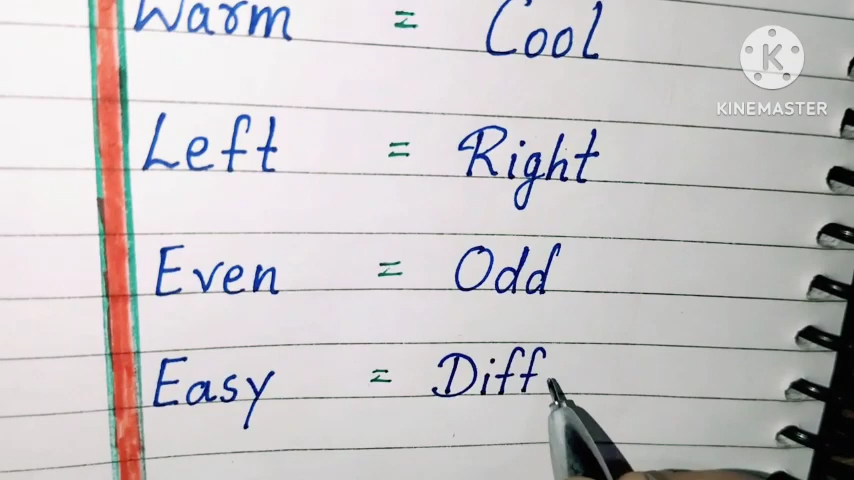 Warm = Cool
KINEMASTER
Left = Right
Even = Odd
Easy = Diff